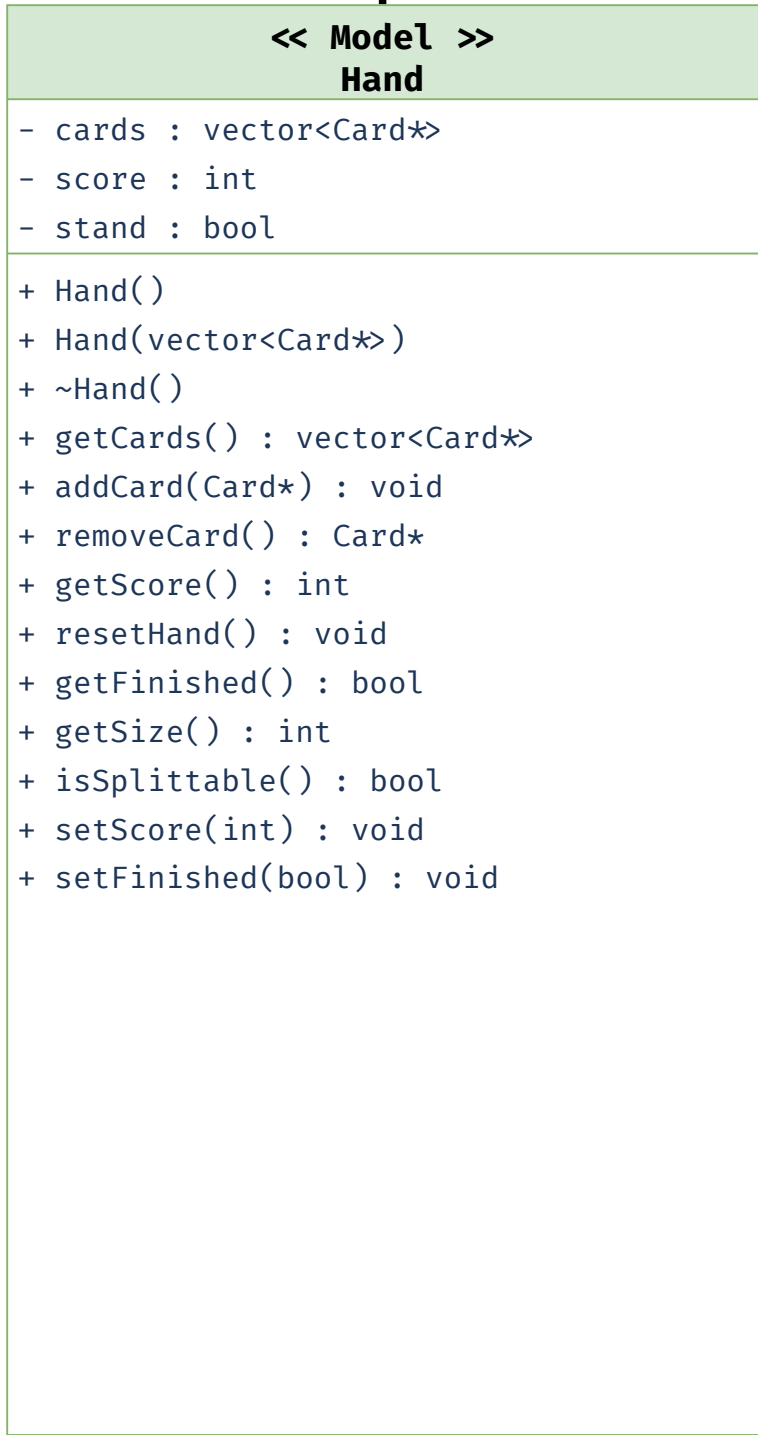 << Model >>
Hand
- cards : vector<Card*>
- score : int
- stand : bool
+ Hand()
+ Hand(vector<Card*>)
+ ~Hand()
+ getCards() : vector<Card*>
+ addCard(Card*) : void
+ removeCard() : Card*
+ getScore() : int
+ resetHand() : void
+ getFinished() : bool
+ getSize() : int
+ isSplittable() : bool
+ setScore(int) : void
+ setFinished(bool) : void